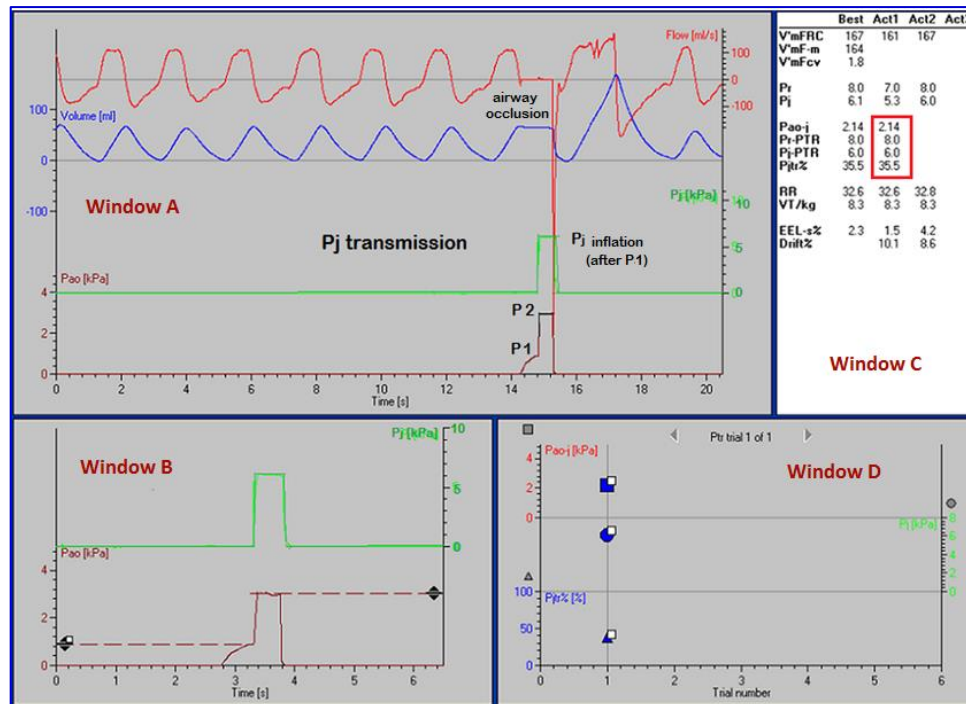 Flow [ml/s]
100
0
-100
airway
occlusion
Volume [ml]
100
0
-100
Window A
Pj transmission
Pj [kPa]
10
5
0
Pj inflation
(after P1)
Pao [kPa]
4
2
0
P2
P1
0 2 4 6 8 10 12 14 16 18 20
Time [s]
Best Act1 Act2 Act3
V'mFRC 167 161 167
V'mF-m 164
V'mFcv 1.8
Pr 8.0 7.0 8.0
Pj 6.1 5.3 6.0
Pao-j 2.14 2.14
Pr-PTR 8.0 8.0
Pj-PTR 6.0 6.0
Pjtr% 35.5 35.5
RR 32.6 32.6 32.8
VT/kg 8.3 8.3 8.3
EEL-s% 2.3 1.5 4.2
Drift% 10.1 8.6
Window C
Window B
Pj [kPa]
10
5
0
Pao [kPa]
4
2
0
0 1 2 3 4 5 6
Time [s]
Ptr trial 1 of 1
Window D
Pao-j [kPa]
4
2
0
Pj [kPa]
8
6
4
2
0
Pjtr% [%]
100
50
0
0 1 2 3 4 5 6
Trial number